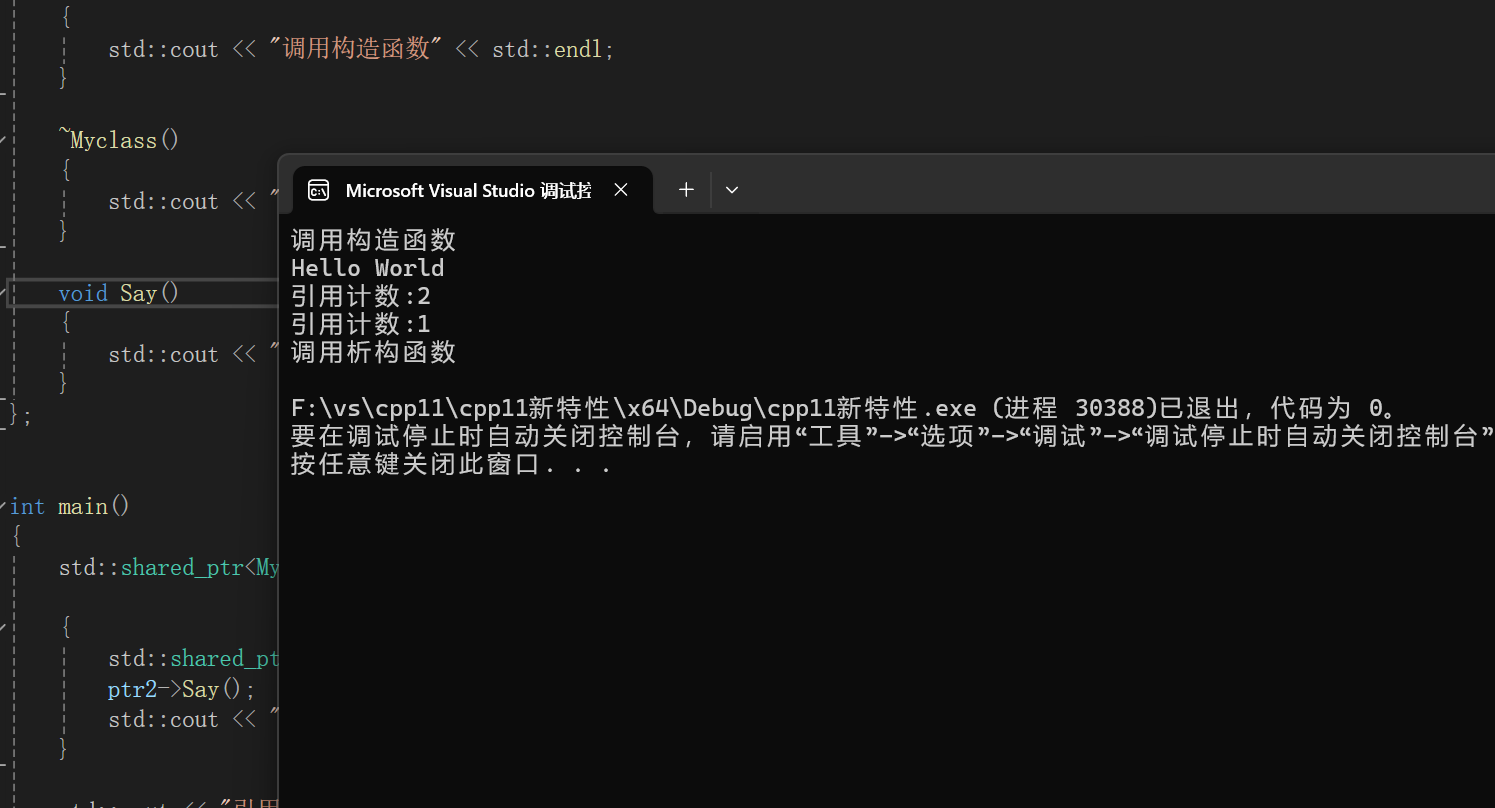 {
std::cout << "调用构造函数" << std::endl;
}
~Myclass()
{
std::cout << "
}
void Say()
{
std::cout << "
}
};
int main()
{
std::shared_ptr<My
{
std::shared_pt
ptr2->Say();
std::cout << "
}
<< "引用
Microsoft Visual Studio 调试控
调用构造函数
Hello World
引用计数:2
引用计数:1
调用析构函数
F:\vs\cpp11\cpp11新特性\x64\Debug\cpp11新特性.exe (进程 30388)已退出，代码为 0。
要在调试停止时自动关闭控制台，请启用“工具”->“选项”->“调试”->“调试停止时自动关闭控制台”
按任意键关闭此窗口. . .